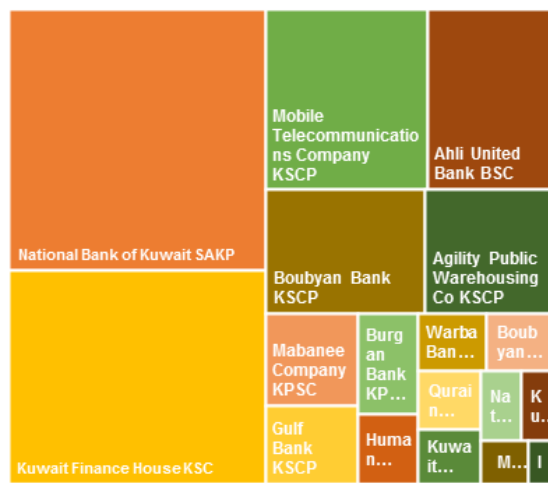 National Bank of Kuwait SAKP
Kuwait Finance House KSC
Mobile
Telecommunicatio
ns Company
KSCP
Ahli United
Bank BSC
Boubyan Bank
KSCP
Agility Public
Warehousing
Co KSCP
Mabanee
Company
KPSC
Gulf
Bank
KSCP
Burg
an
Bank
KP...
Human
n...
Warba
Ban...
Boub
yan...
Qurai
n...
Kuwa
it...
Na
t...
K
u...
M...
I